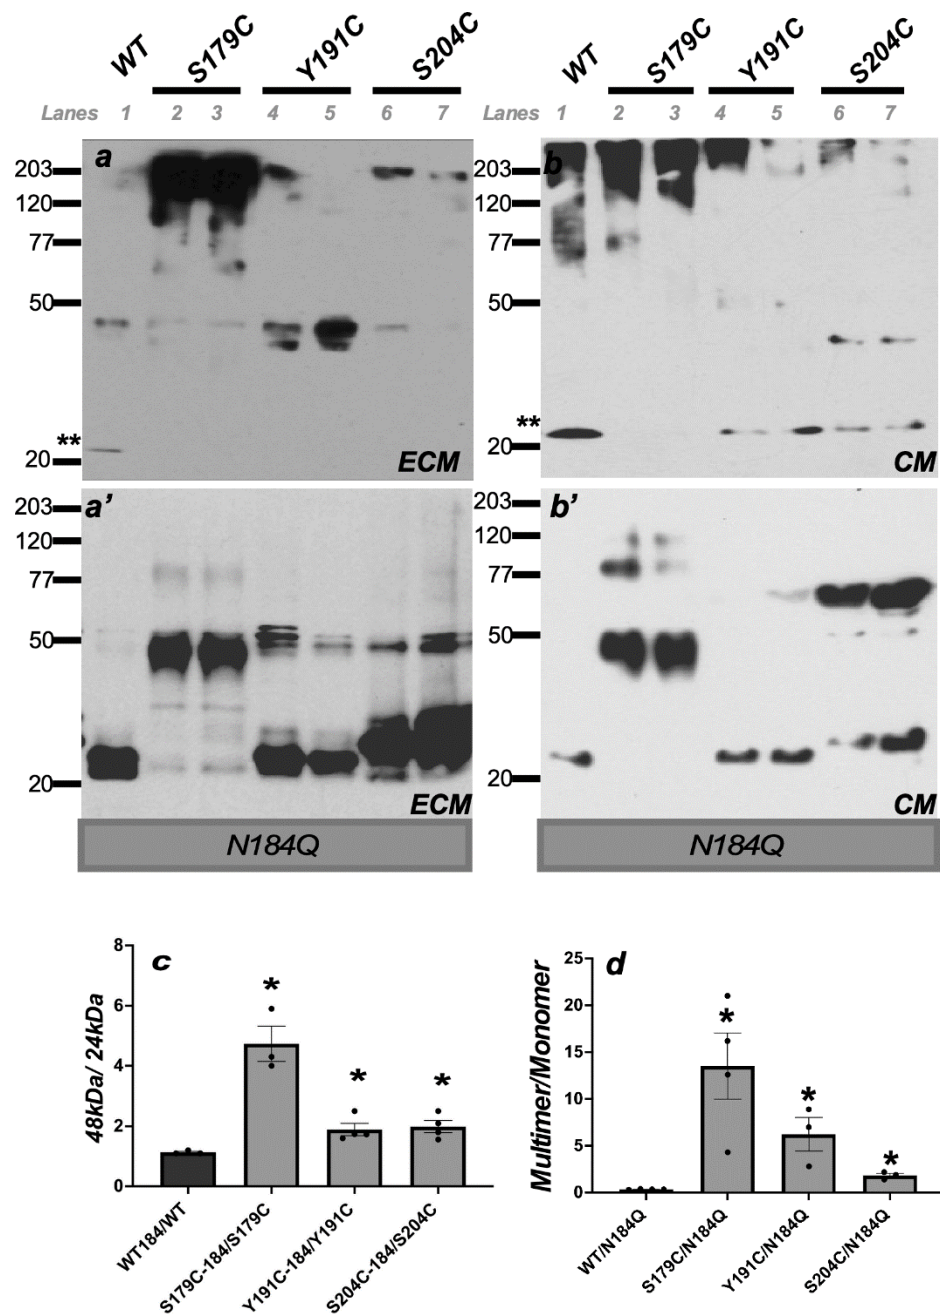 WT S179C Y191C S204C WT S179C Y191C S204C
Lanes 1 2 3 4 5 6 7 Lanes 1 2 3 4 5 6 7
a b
203 203
120 120
77 77
50 50
** **
20 20
ECM CM
a’ b’
203 203
120 120
77 77
50 50
20 20
ECM CM
N184Q N184Q
c d
48kDa/ 24kDa
8
6
4
2
0
* * *
WT184/WT
S179C-184/S179C
Y191C-184/Y191C
S204C-184/S204C
Multimer/Monomer
25
20
15
10
5
0
* * *
WT/N184Q
S179C/N184Q
Y191C/N184Q
S204C/N184Q